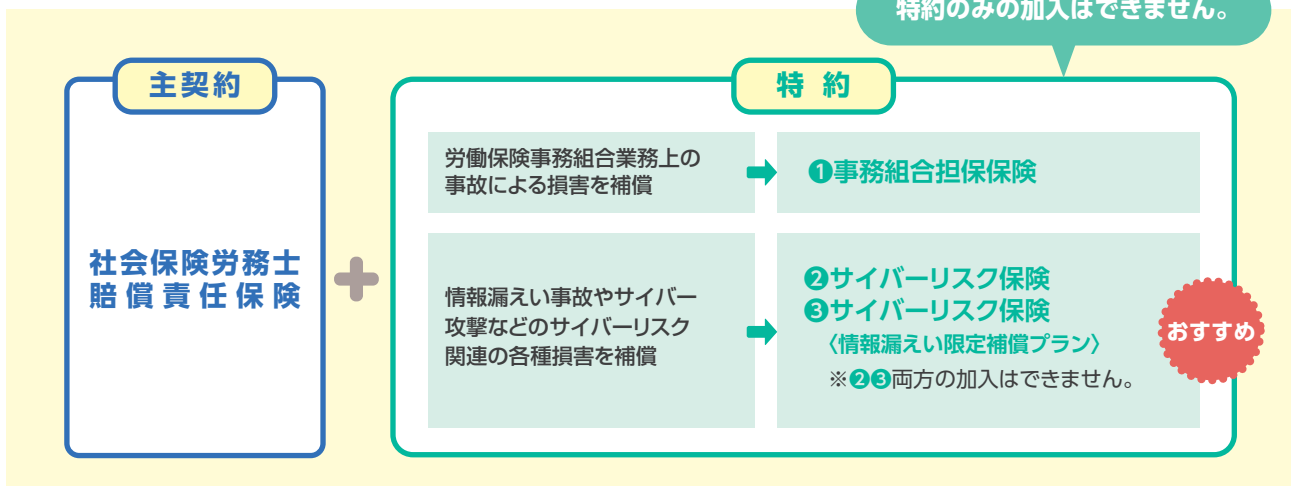 特約のみの加入はできません。
主契約
特約
社会保険労務士
賠償責任保険
労働保険事務組合業務上の
事故による損害を補償
❶事務組合担保保険
情報漏えい事故やサイバー
攻撃などのサイバーリスク
関連の各種損害を補償
❷サイバーリスク保険
❸サイバーリスク保険
〈情報漏えい限定補償プラン〉
※❷❸両方の加入はできません。
おすすめ